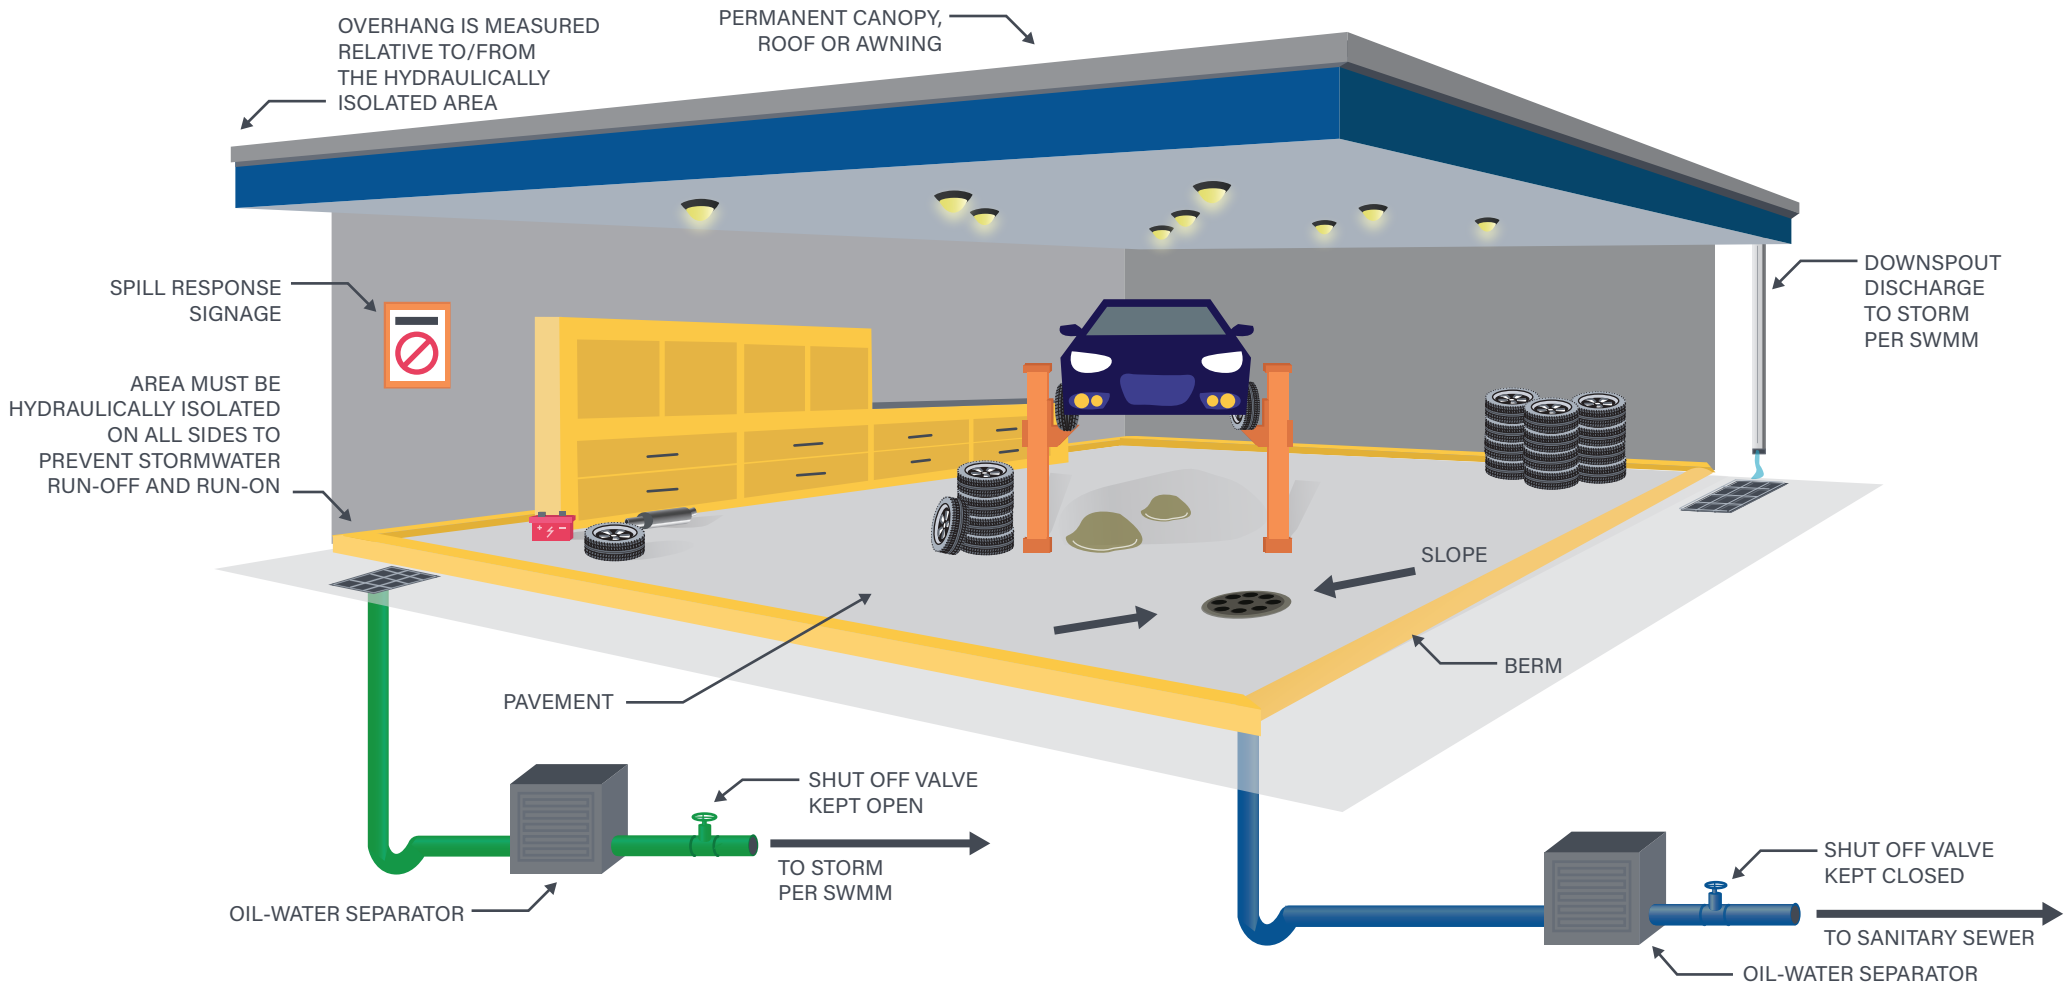 OVERHANG IS MEASURED
RELATIVE TO/FROM
THE HYDRAULICALLY
ISOLATED AREA
PERMANENT CANOPY,
ROOF OR AWNING
SPILL RESPONSE
SIGNAGE
DOWNSPOUT
DISCHARGE
TO STORM
PER SWMM
AREA MUST BE
HYDRAULICALLY ISOLATED
ON ALL SIDES TO
PREVENT STORMWATER
RUN-OFF AND RUN-ON
SLOPE
BERM
PAVEMENT
SHUT OFF VALVE
KEPT OPEN
TO STORM
PER SWMM
OIL-WATER SEPARATOR
SHUT OFF VALVE
KEPT CLOSED
TO SANITARY SEWER
OIL-WATER SEPARATOR